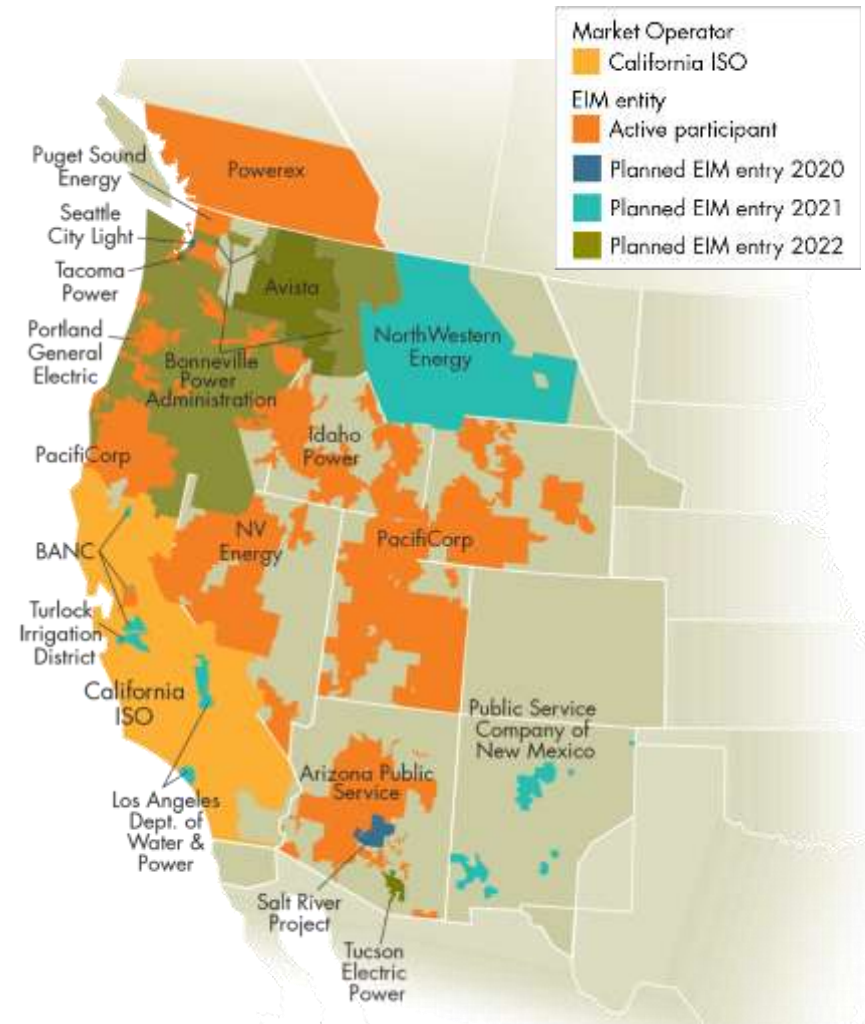 Market Operator
California ISO
EIM entity
Active participant
Planned EIM entry 2020
Planned EIM entry 2021
Planned EIM entry 2022
Puget Sound
Energy
Powerex
Seattle
City Light
Tacoma
Power
Avista
Portland
General
Electric
NorthWestern
Energy
Bonneville
Power
Administration
Idaho
Power
PacifiCorp
NV
Energy
PacifiCorp
BANC
Turlock
Irrigation
District
California
ISO
Public Service
Company of
New Mexico
Arizona Public
Service
Los Angeles
Dept. of
Water &
Power
Salt River
Project
Tucson
Electric
Power